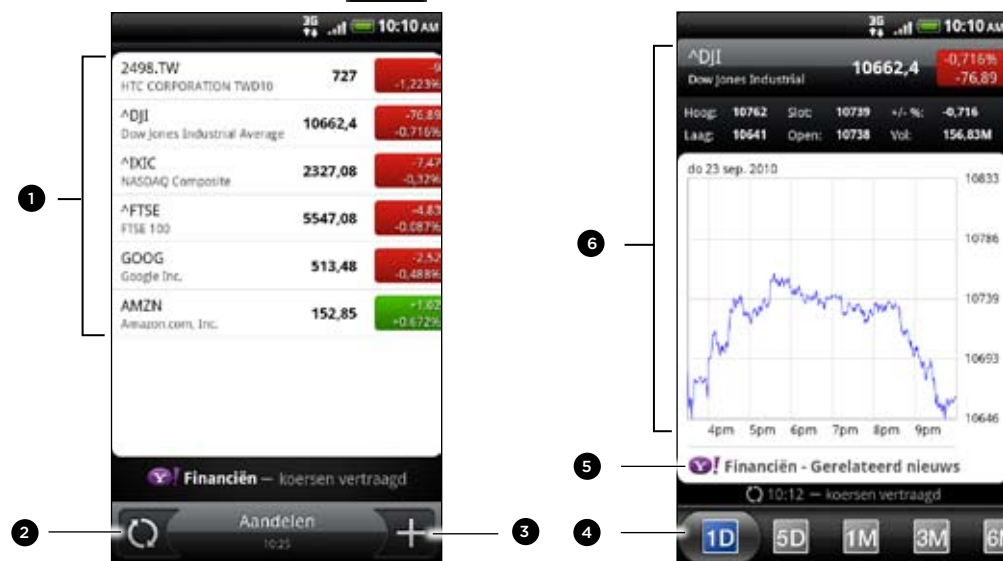 3G 10:10 AM
2498.TW 727 -9
HTC CORPORATION TWD10 -1,223%
^DJI 10662,4 -76,89
Dow Jones Industrial Average -0,716%
^IXIC 2327,08 -7,47
NASDAQ Composite -0,32%
^FTSE 5547,08 -4,83
FTSE 100 -0,087%
GOOG 513,48 -2,52
Google Inc. -0,488%
AMZN 152,85 +1,02
Amazon.com, Inc. +0,672%
1
Y! Financiën — koersen vertraagd
2
Aandelen
10:25
3
3G 10:10 AM
^DJI 10662,4 -0,716%
Dow Jones Industrial -76,89
Hoog: 10762 Slot: 10739 +/- %: -0,716
Laag: 10641 Open: 10738 Vol: 156,83M
do 23 sep. 2010
10833
10786
10739
10693
10646
4pm 5pm 6pm 7pm 8pm 9pm
6
5
Y! Financiën - Gerelateerd nieuws
10:12 — koersen vertraagd
4
1D 5D 1M 3M 6M